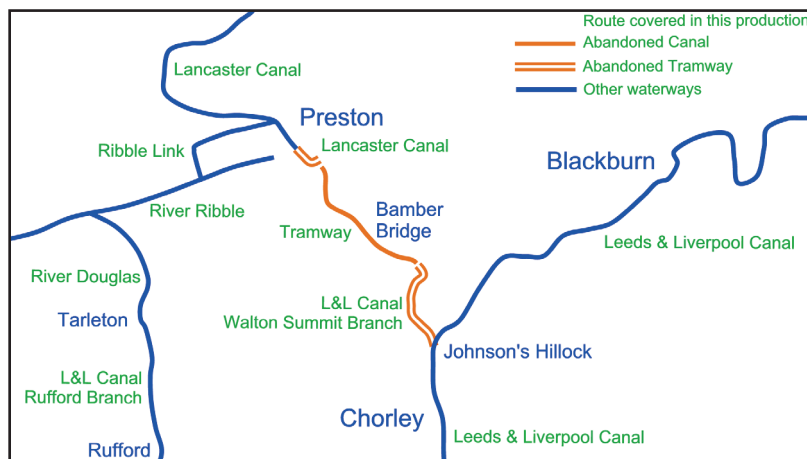 Route covered in this production
Abandoned Canal
Abandoned Tramway
Other waterways
Lancaster Canal
Preston
Lancaster Canal
Ribble Link
Blackburn
River Ribble
Tramway
Bamber
Bridge
Leeds & Liverpool Canal
River Douglas
L&L Canal
Walton Summit Branch
Tarleton
Johnson's Hillock
L&L Canal
Rufford Branch
Chorley
Rufford
Leeds & Liverpool Canal